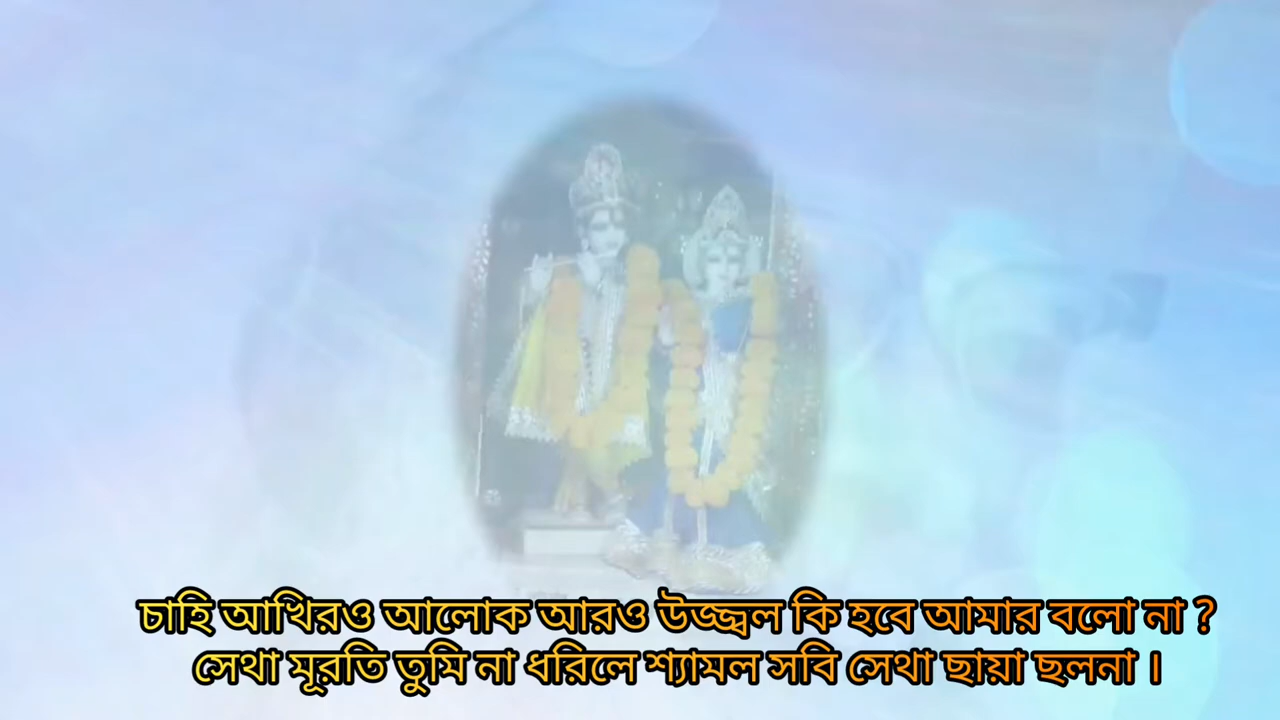 চাহি আখিরও আলোক আরও উজ্জ্বল কি হবে আমার বলো না ?
সেথা মূরতি তুমি না ধরিলে শ্যামল সবি সেথা ছায়া ছলনা ।